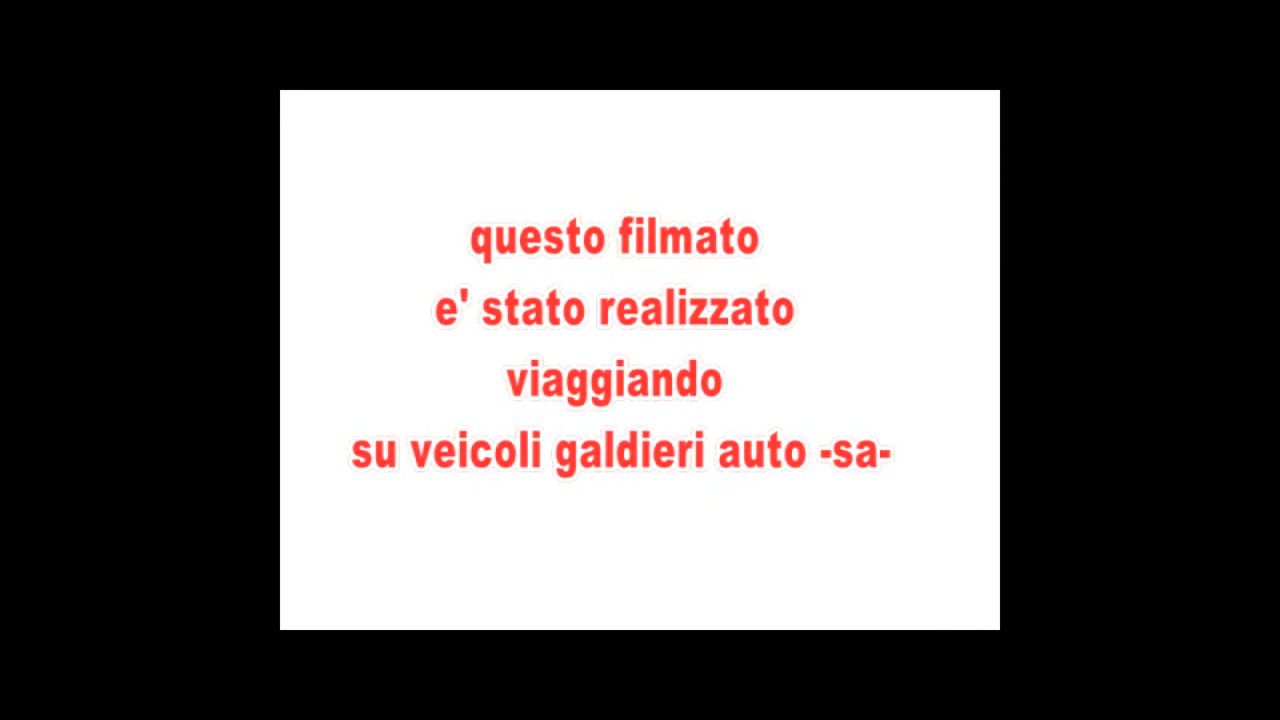 questo filmato
e' stato realizzato
viaggiando
su veicoli galdieri auto -sa-